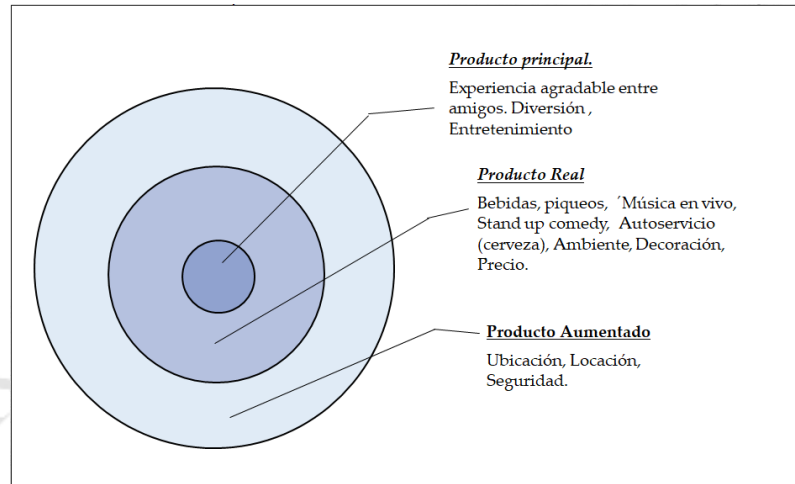 Producto principal.
Experiencia agradable entre
amigos. Diversión ,
Entretenimiento
Producto Real
Bebidas, piqueos, ´Música en vivo,
Stand up comedy, Autoservicio
(cerveza), Ambiente, Decoración,
Precio.
Producto Aumentado
Ubicación, Locación,
Seguridad.